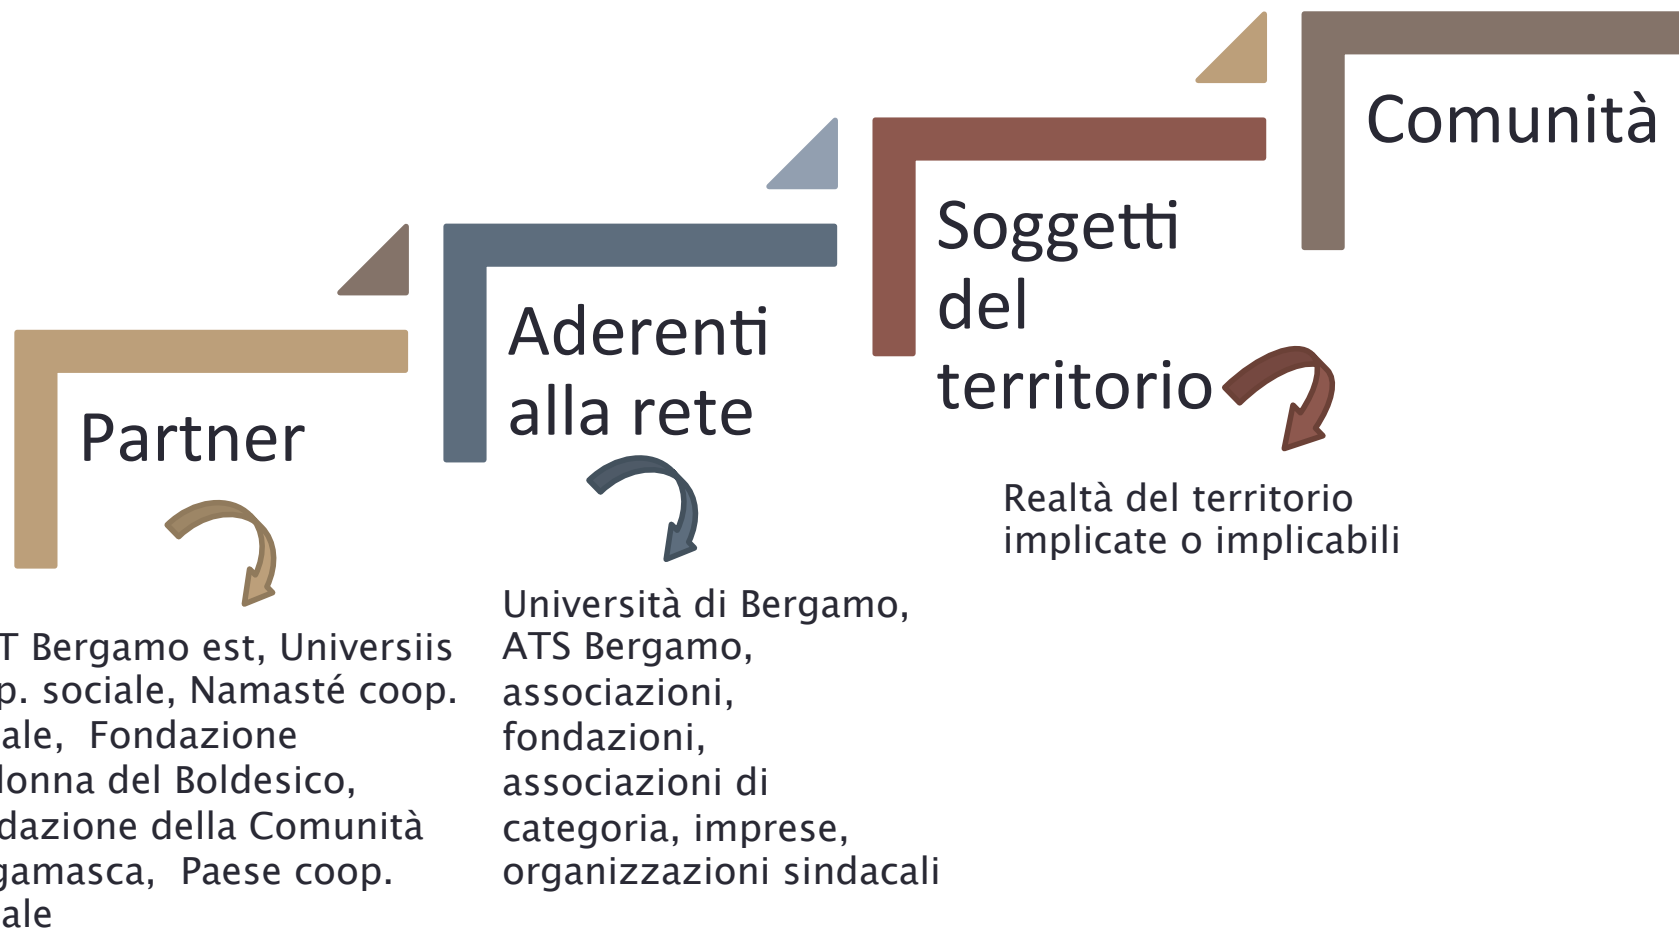 Partner
T Bergamo est, Universiis
p. sociale, Namasté coop.
ale, Fondazione
donna del Boldesico,
dazione della Comunità
gamasca, Paese coop.
ale
Aderenti
alla rete
Università di Bergamo,
ATS Bergamo,
associazioni,
fondazioni,
associazioni di
categoria, imprese,
organizzazioni sindacali
Soggetti
del
territorio
Realtà del territorio
implicate o implicabili
Comunità